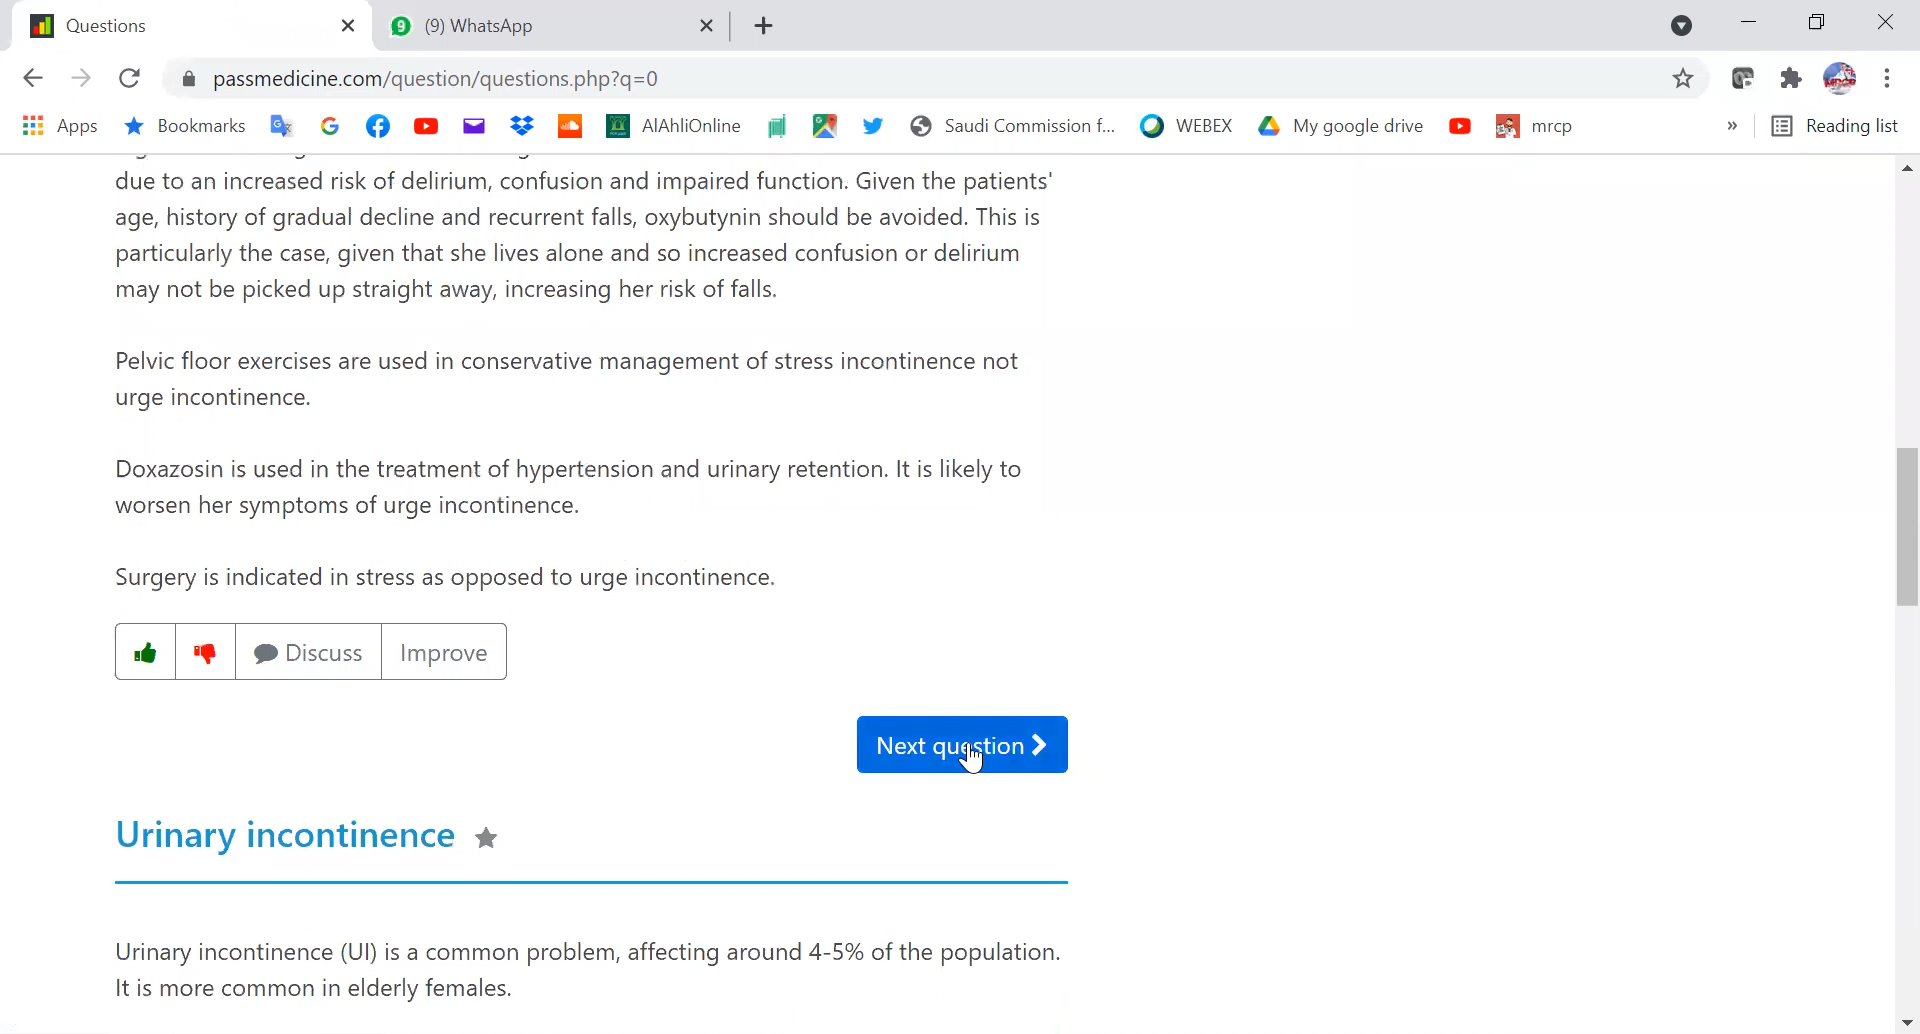 Questions
9 (9) WhatsApp
passmedicine.com/question/questions.php?q=0
Apps Bookmarks AlAhliOnline Saudi Commission f... WEBEX My google drive mrcp » Reading list
due to an increased risk of delirium, confusion and impaired function. Given the patients'
age, history of gradual decline and recurrent falls, oxybutynin should be avoided. This is
particularly the case, given that she lives alone and so increased confusion or delirium
may not be picked up straight away, increasing her risk of falls.
Pelvic floor exercises are used in conservative management of stress incontinence not
urge incontinence.
Doxazosin is used in the treatment of hypertension and urinary retention. It is likely to
worsen her symptoms of urge incontinence.
Surgery is indicated in stress as opposed to urge incontinence.
Discuss Improve
Next question
Urinary incontinence
Urinary incontinence (UI) is a common problem, affecting around 4-5% of the population.
It is more common in elderly females.